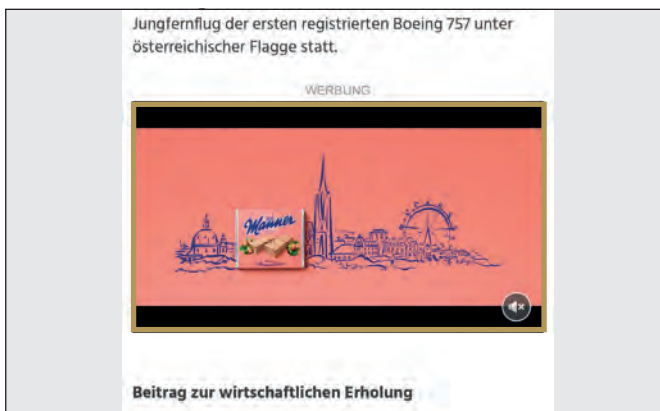 Jungfernflug der ersten registrierten Boeing 757 unter
österreichischer Flagge statt.
WERBUNG
Manner
Beitrag zur wirtschaftlichen Erholung